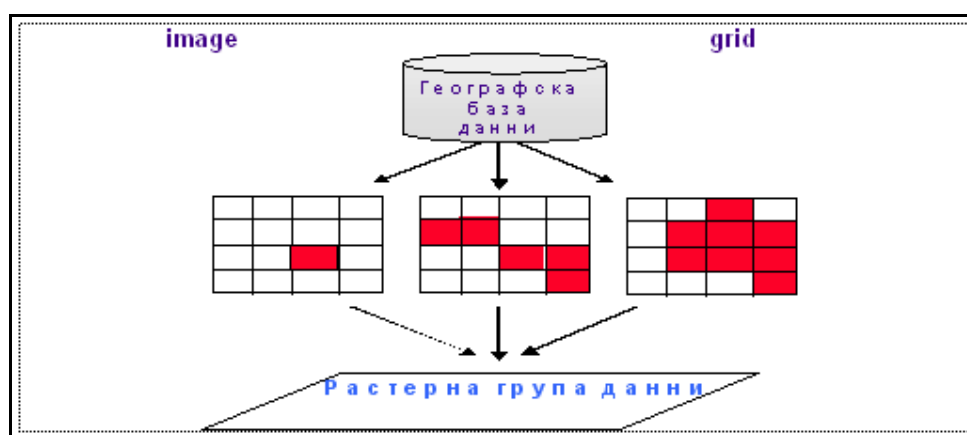 image
grid
Географска
база
данни
Растерна група данни